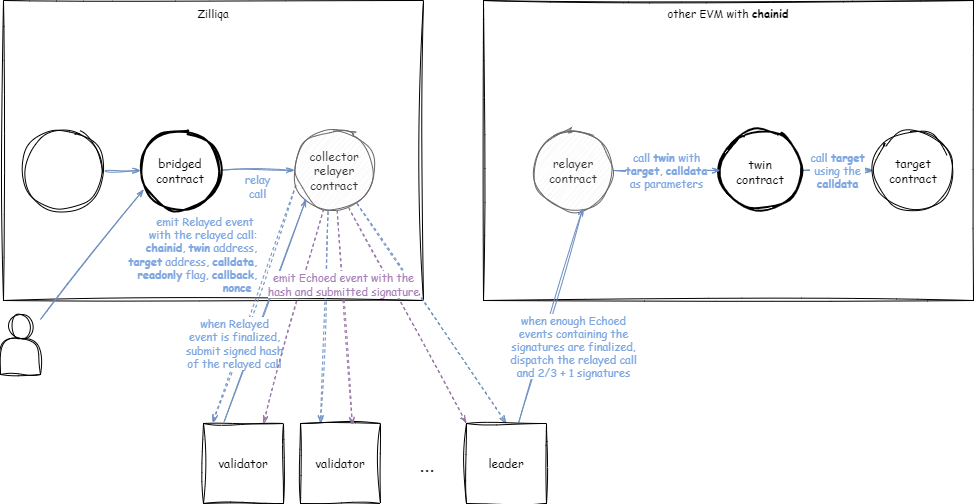 Zilliqa
other EVM with chainid
bridged
contract
relay
call
collector
relayer
contract
relayer
contract
call twin with
target, calldata
as parameters
twin
contract
call target
using the
calldata
target
contract
emit Relayed event
with the relayed call:
chainid, twin address,
target address, calldata,
readonly flag, callback,
nonce
emit Echoed event with the
hash and submitted signature
when Relayed
event is finalized,
submit signed hash
of the relayed call
when enough Echoed
events containing the
signatures are finalized,
dispatch the relayed call
and 2/3 + 1 signatures
validator
validator
...
leader